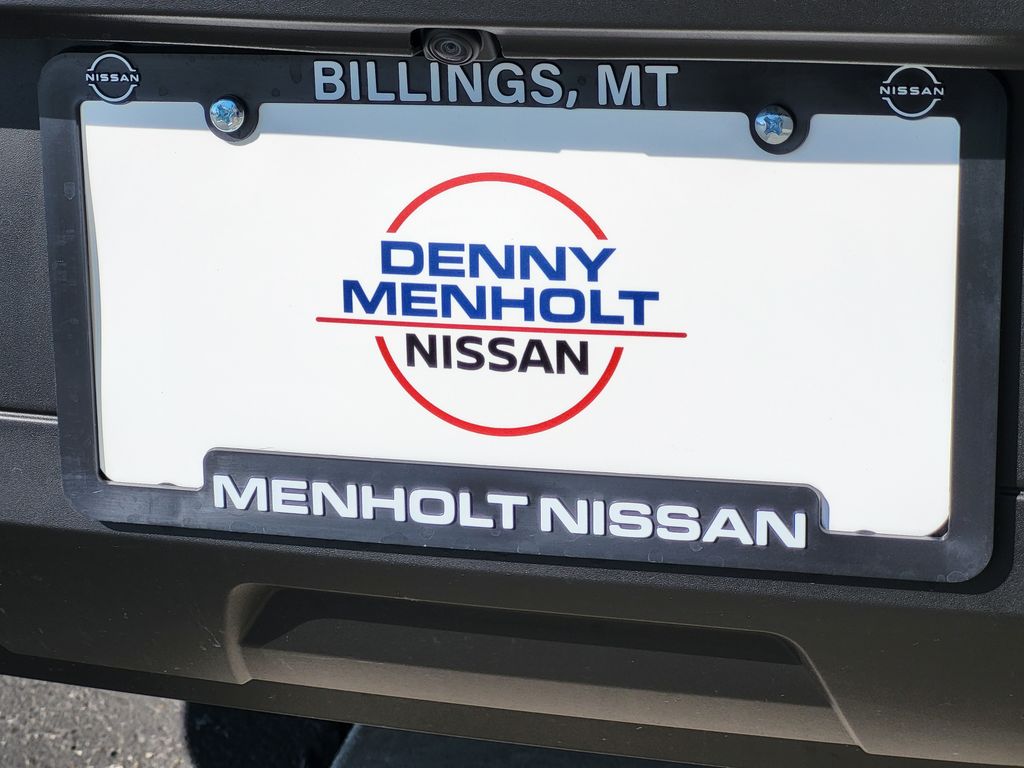 NISSAN
BILLINGS, MT
NISSAN
DENNY
MENHOLT
NISSAN
MENHOLT NISSAN